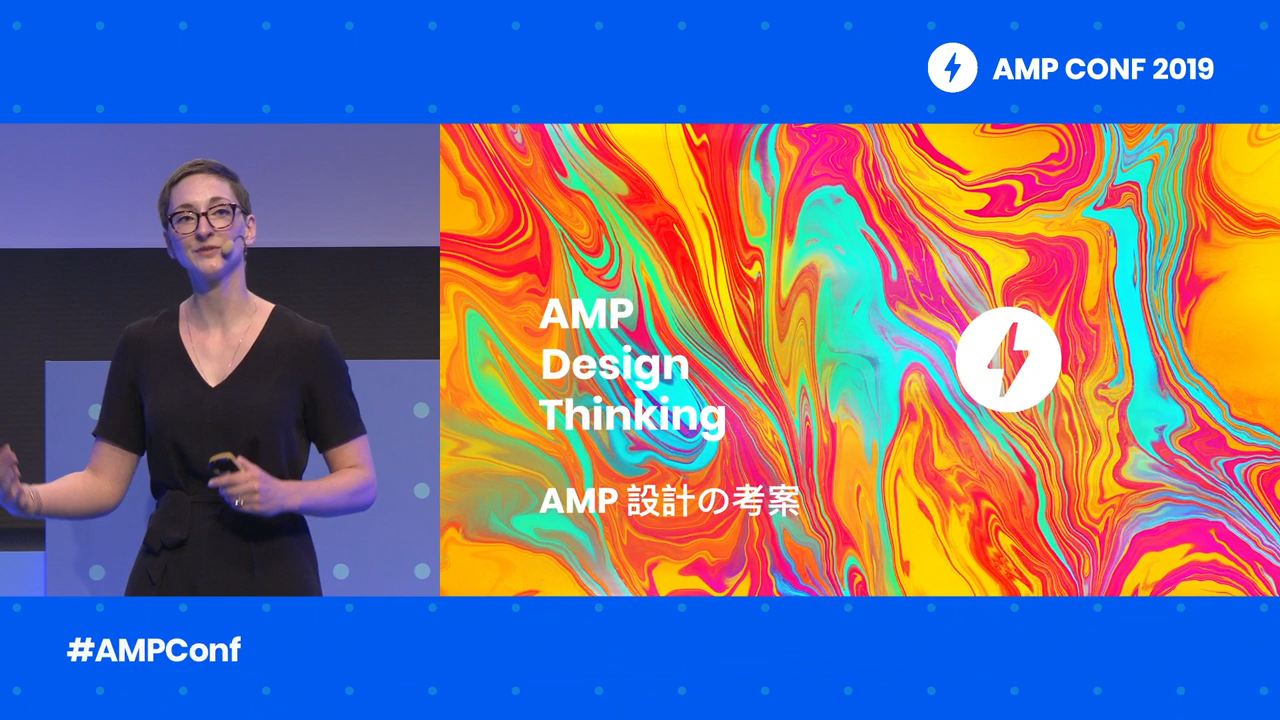 AMP CONF 2019
AMP
Design
Thinking
AMP 設計の考案
#AMPConf